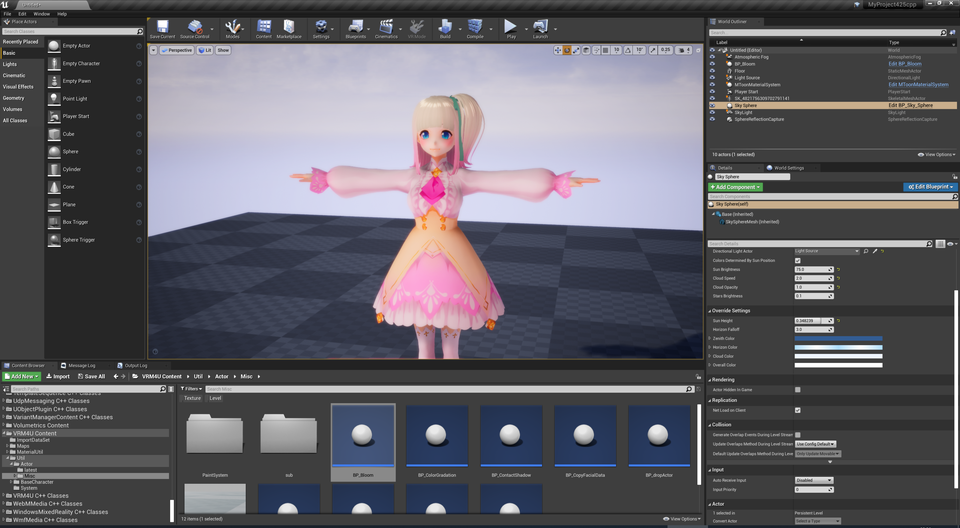 MyProject425cpp
File Edit Window Help
Place Actors
Search Classes
Recently Placed
Basic
Lights
Cinematic
Visual Effects
Geometry
Volumes
All Classes
Empty Actor
Empty Character
Empty Pawn
Point Light
Player Start
Cube
Sphere
Cylinder
Cone
Plane
Box Trigger
Sphere Trigger
Save Current
Source Control
Modes
Content
Marketplace
Settings
Blueprints
Cinematics
Build
Compile
Play
Launch
Perspective
Lit
Show
World Outliner
Search...
Label Type
Untitled (Editor) World
Atmospheric Fog AtmosphericFog
BP_Bloom Edit BP_Bloom
Floor StaticMeshActor
Light Source DirectionalLight
MToonMaterialSystem Edit MToonMaterialSystem
Player Start PlayerStart
Sky Sphere Edit BP_Sky_Sphere
SkyLight SkyLight
SphereReflectionCapture SphereReflectionCapture
10 actors (1 selected)
View Options
Details
World Settings
Sky Sphere
Add Component
Edit Blueprint
Search Components
Sky Sphere(self)
Base (Inherited)
SkySphereMesh (Inherited)
Search Details
Directional Light Actor Light Source
Colors Determined By Sun Position
Sun Brightness 75.0
Cloud Speed 2.0
Cloud Opacity 1.0
Stars Brightness 0.1
Override Settings
Sun Height
Horizon Falloff 3.0
Zenith Color
Horizon Color
Cloud Color
Overall Color
Rendering
Actor Hidden In Game
Replication
Net Load on Client
Collision
Generate Overlap Events During Level Stream
Update Overlaps Method During Level Stream Use Config Default
Default Update Overlaps Method During Leve Only Update Movable
Input
Auto Receive Input Disabled
Input Priority 0
Actor
1 selected in Persistent Level
Convert Actor Select a Type
Content Browser
Message Log
Output Log
Add New
Import
Save All
VRM4U Content
Util
Actor
Misc
Search Paths
Filters
Search Misc
Texture
Level
UdpMessaging C++ Classes
UObjectPlugin C++ Classes
VariantManagerContent C++ Classes
Volumetrics Content
VRM4U Content
ImportDataSet
Maps
MaterialUtil
Util
Actor
latest
Misc
BaseCharacter
System
VRM4U C++ Classes
WebMMedia C++ Classes
WindowsMixedReality C++ Classes
WmfMedia C++ Classes
PaintSystem
sub
BP_Bloom
BP_ColorGradation
BP_ContactShadow
BP_CopyFacialData
BP_dropActor
12 items (1 selected)
View Options